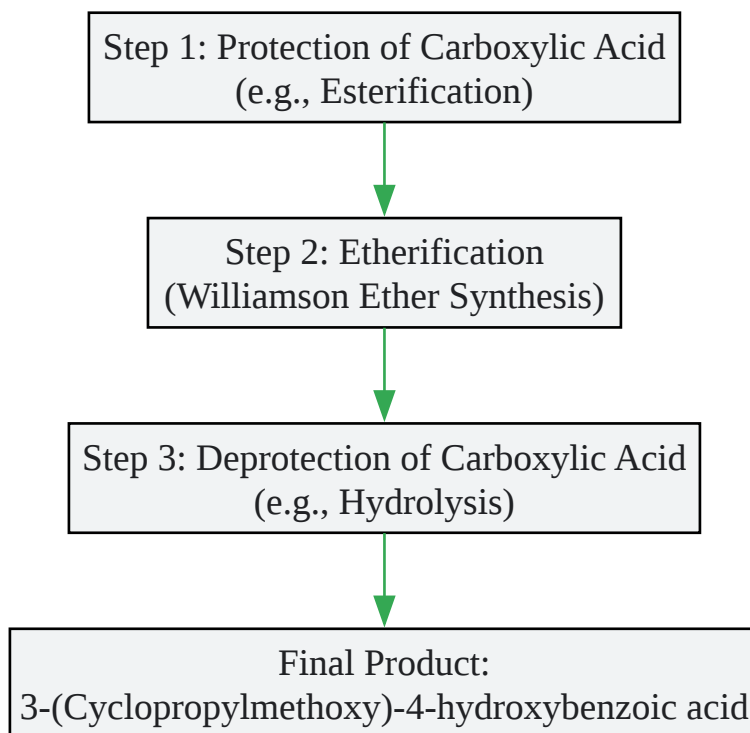 Step 1: Protection of Carboxylic Acid
(e.g., Esterification)
Step 2: Etherification
(Williamson Ether Synthesis)
Step 3: Deprotection of Carboxylic Acid
(e.g., Hydrolysis)
Final Product:
3-(Cyclopropylmethoxy)-4-hydroxybenzoic acid